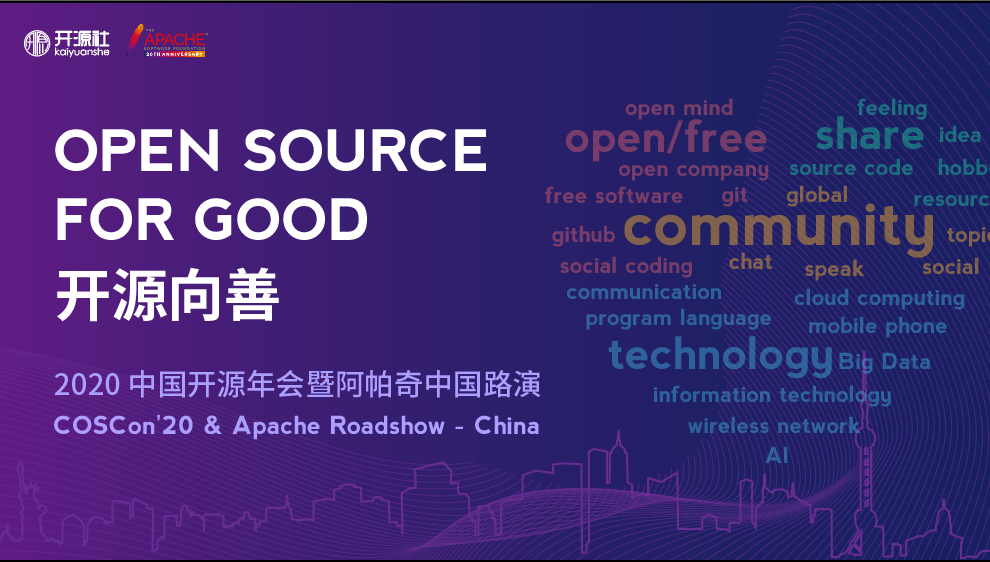 开源社
kaiyuanshe
THE
APACHE
SOFTWARE FOUNDATION
20TH ANNIVERSARY
OPEN SOURCE
FOR GOOD
开源向善
2020 中国开源年会暨阿帕奇中国路演
COSCon'20 & Apache Roadshow - China
open mind feeling
open/free share idea
open company source code hobb
free software git global resourc
github community topic
social coding chat speak social
communication cloud computing
program language mobile phone
technology Big Data
information technology
wireless network
AI